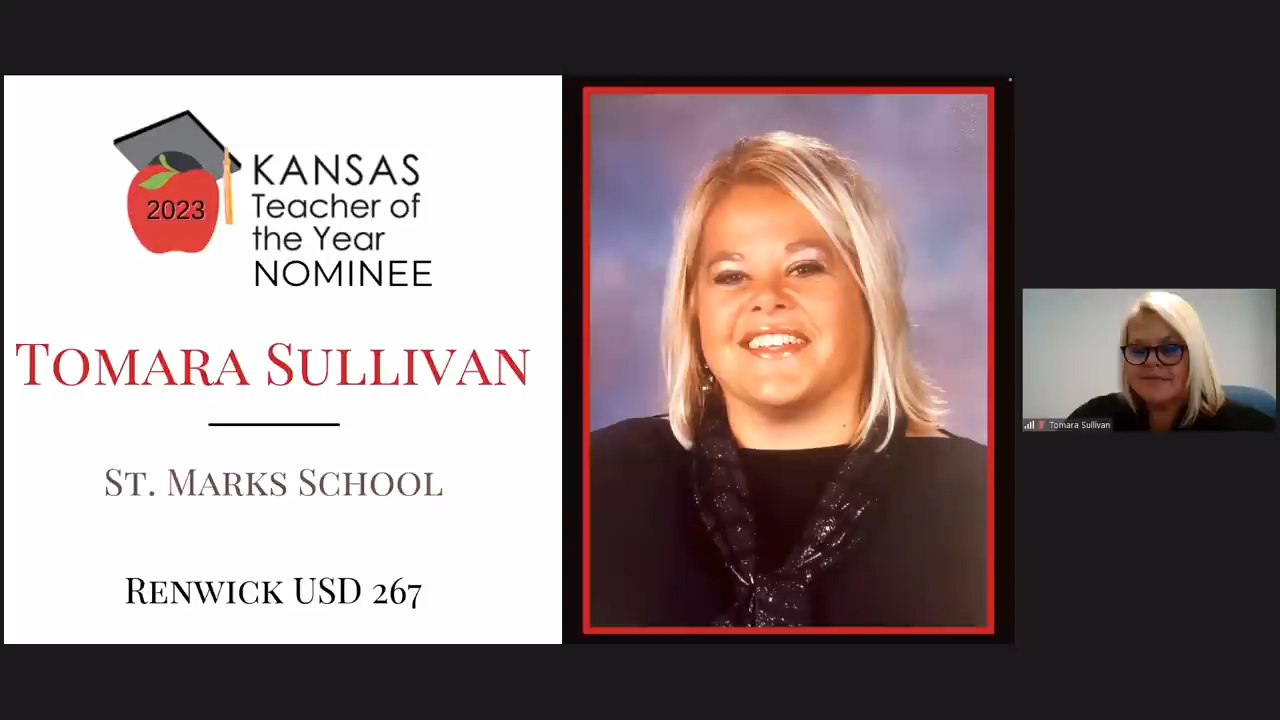 2023
KANSAS
Teacher of
the Year
NOMINEE
TOMARA SULLIVAN
ST. MARKS SCHOOL
RENWICK USD 267
Tomara Sullivan